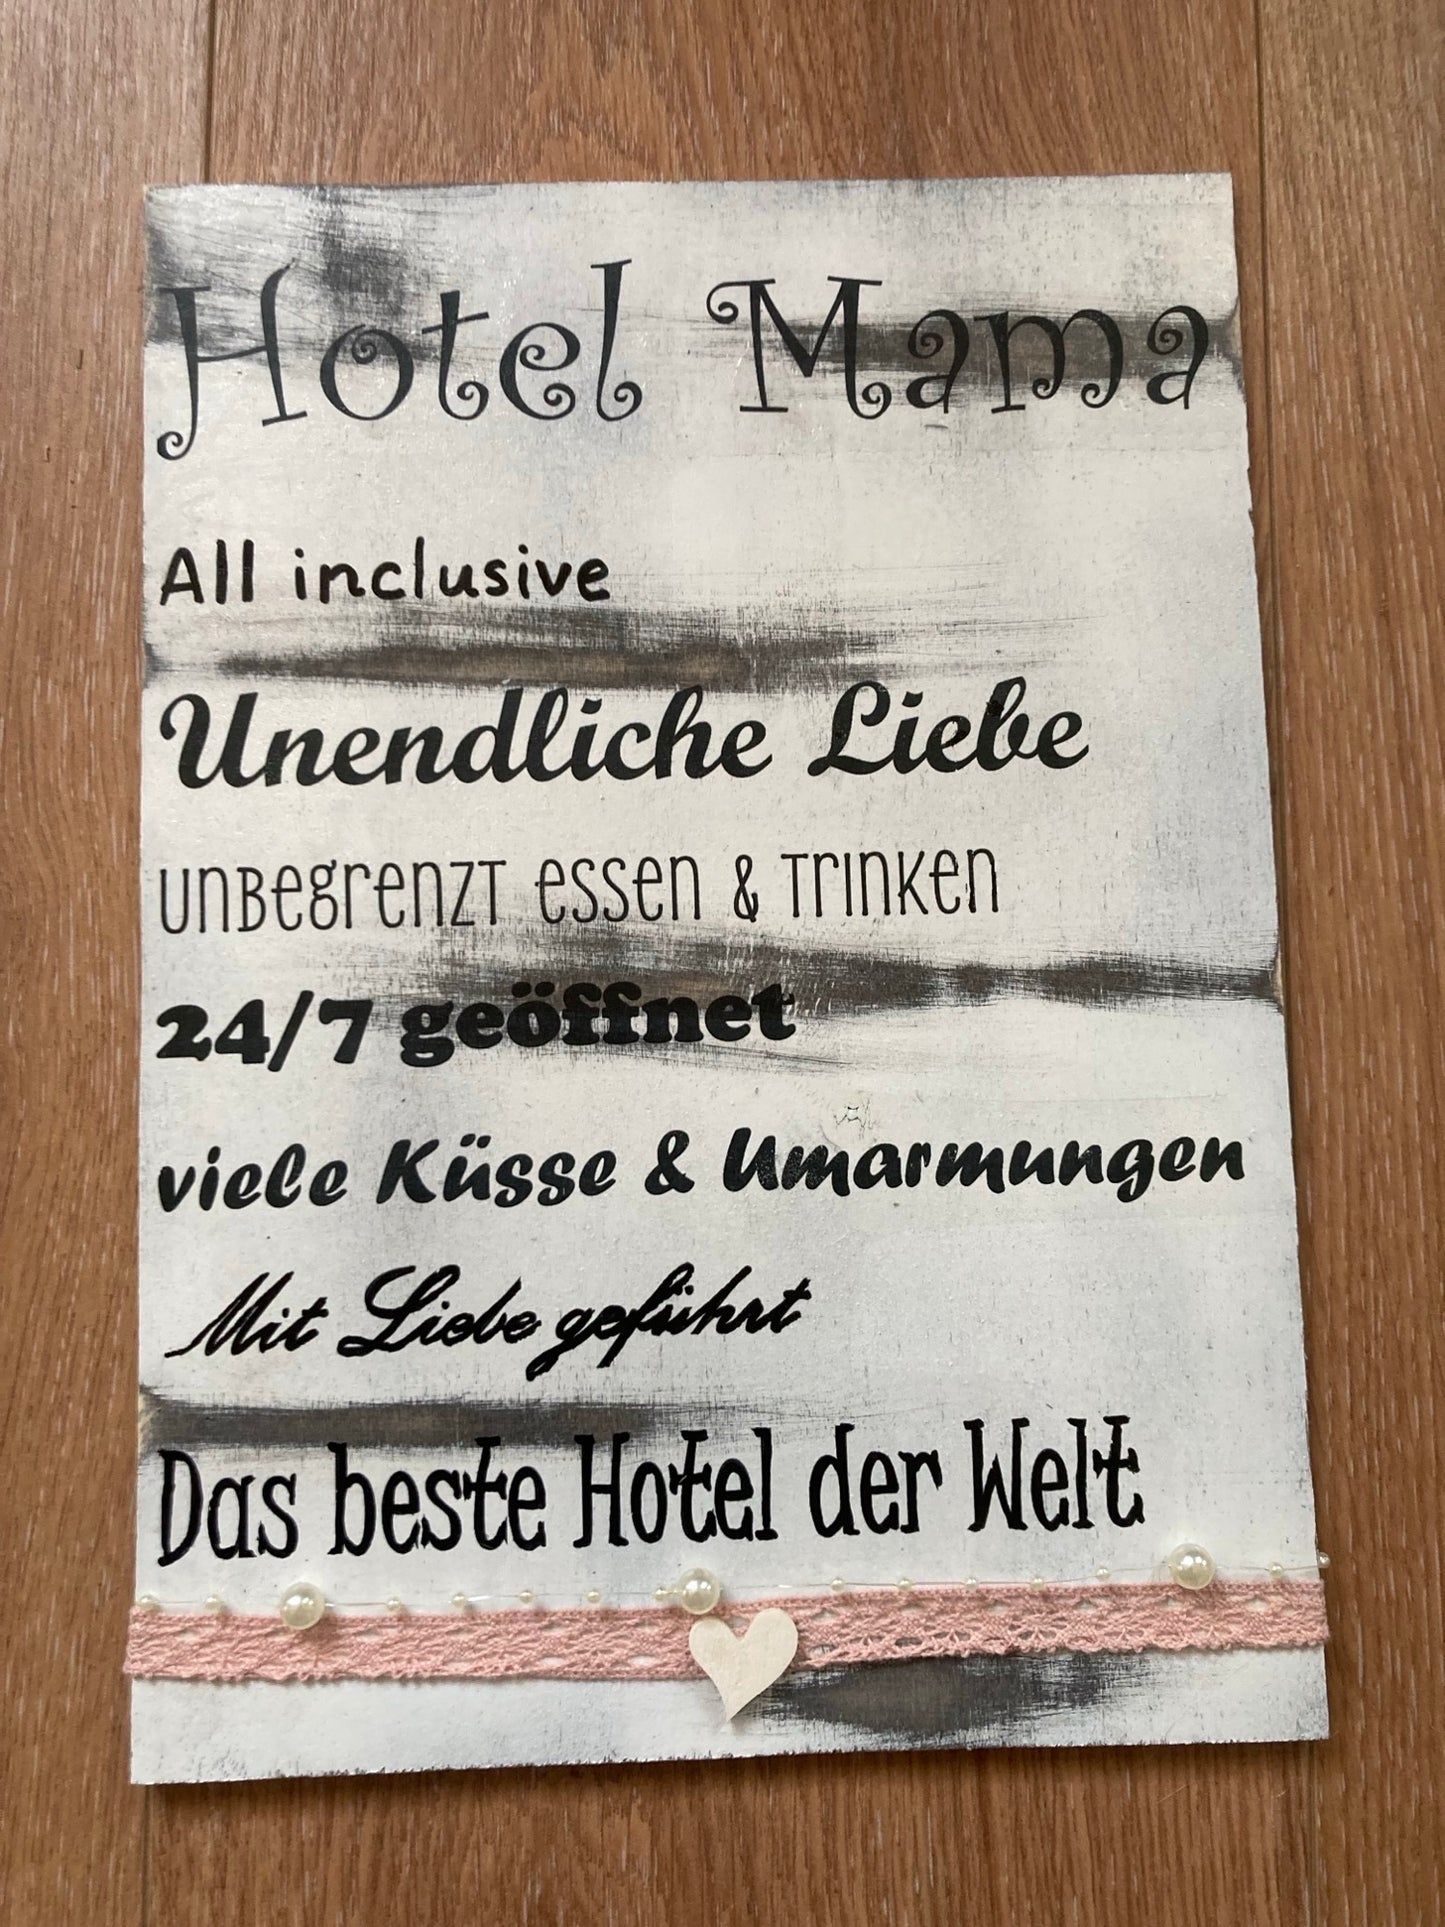 Hotel Mama
All inclusive
Unendliche Liebe
unbegrenzt essen & trinken
24/7 geöffnet
viele Küsse & Umarmungen
Mit Liebe geführt
Das beste Hotel der Welt